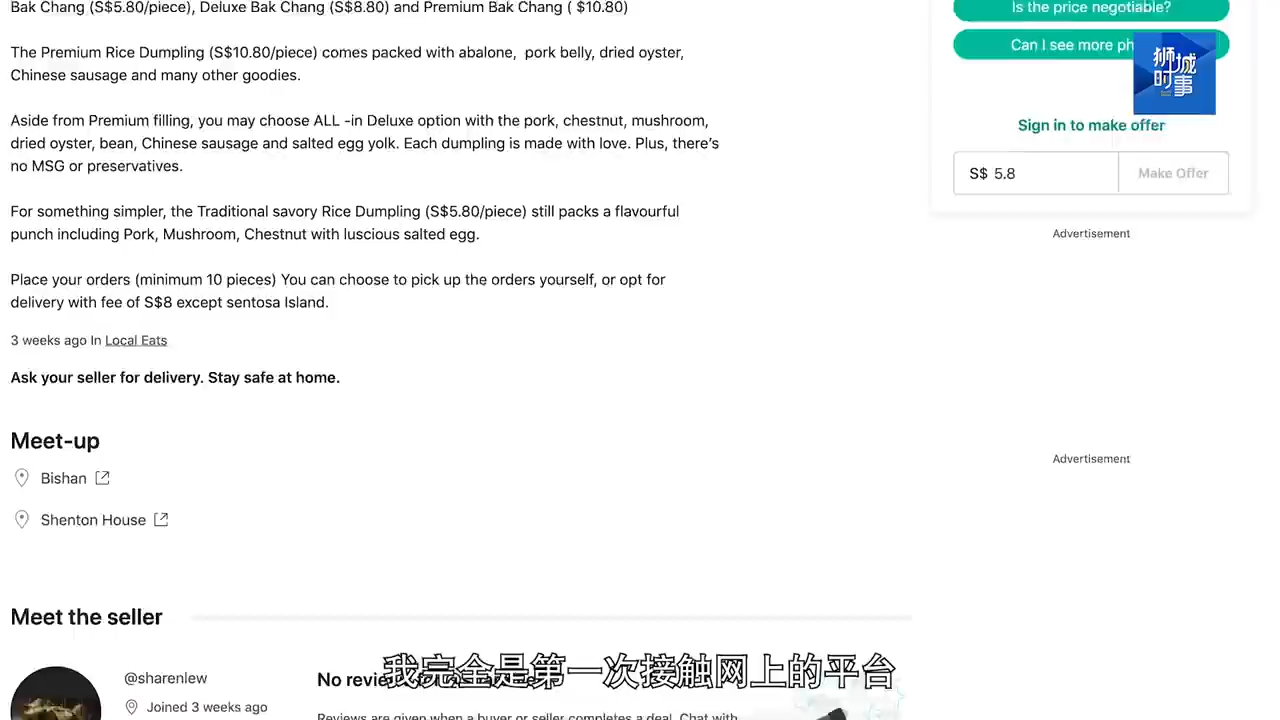 Bak Chang (S$5.80/piece), Deluxe Bak Chang (S$8.80) and Premium Bak Chang ( $10.80)
The Premium Rice Dumpling (S$10.80/piece) comes packed with abalone,  pork belly, dried oyster,
Chinese sausage and many other goodies.
Aside from Premium filling, you may choose ALL -in Deluxe option with the pork, chestnut, mushroom,
dried oyster, bean, Chinese sausage and salted egg yolk. Each dumpling is made with love. Plus, there's
no MSG or preservatives.
For something simpler, the Traditional savory Rice Dumpling (S$5.80/piece) still packs a flavourful
punch including Pork, Mushroom, Chestnut with luscious salted egg.
Place your orders (minimum 10 pieces) You can choose to pick up the orders yourself, or opt for
delivery with fee of S$8 except sentosa Island.
3 weeks ago In Local Eats
Ask your seller for delivery. Stay safe at home.
Meet-up
Bishan
Shenton House
Meet the seller
@sharenlew
Joined 3 weeks ago
No
Reviews are given when a buyer or seller completes a deal. Chat with
我完全是第一次接触网上的平台
Is the price negotiable?
Can I see more
狮城
时事
Sign in to make offer
S$ 5.8
Make Offer
Advertisement
Advertisement